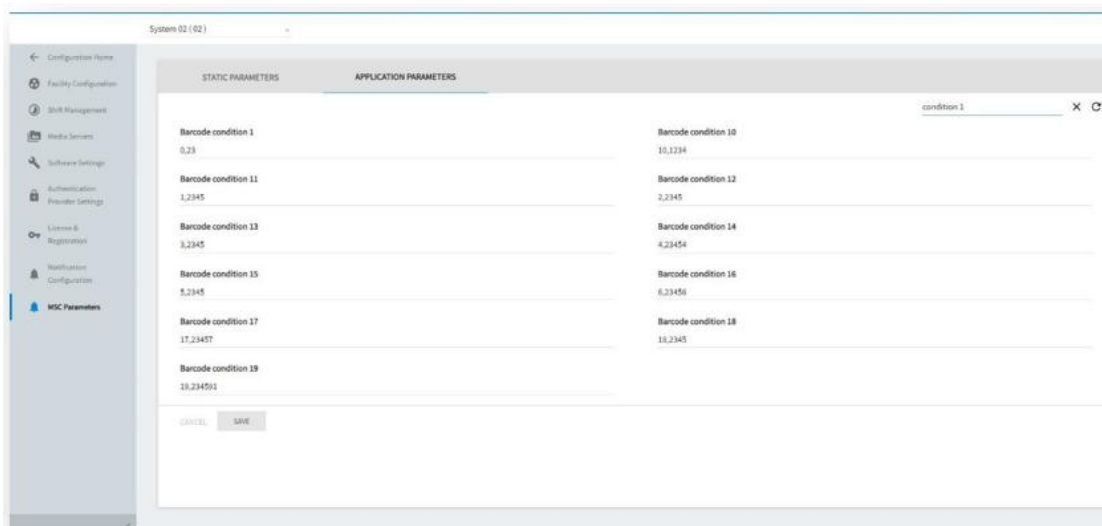 System 02 ( 02 )
Configuration Home
Facility Configuration
Shift Management
Media Servers
Software Settings
Authentication
Provider Settings
License &
Registration
Notification
Configuration
MSC Parameters
STATIC PARAMETERS
APPLICATION PARAMETERS
condition 1
Barcode condition 1
0,23
Barcode condition 10
10,1234
Barcode condition 11
1,2345
Barcode condition 12
2,2345
Barcode condition 13
3,2345
Barcode condition 14
4,23454
Barcode condition 15
5,2345
Barcode condition 16
6,23456
Barcode condition 17
17,23457
Barcode condition 18
18,2345
Barcode condition 19
19,234591
CANCEL
SAVE